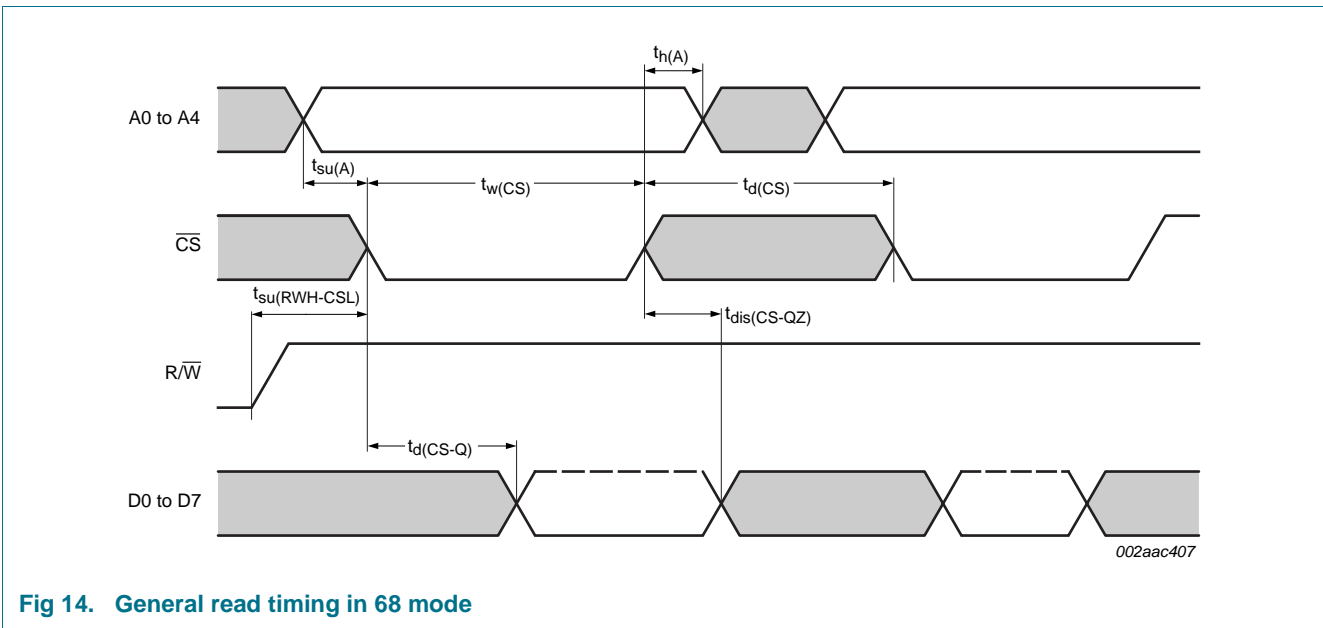 th(A)
A0 to A4
tsu(A)
tw(CS)
td(CS)
C̅S̅
tsu(RWH-CSL)
tdis(CS-QZ)
R/W̅
td(CS-Q)
D0 to D7
002aac407
Fig 14. General read timing in 68 mode